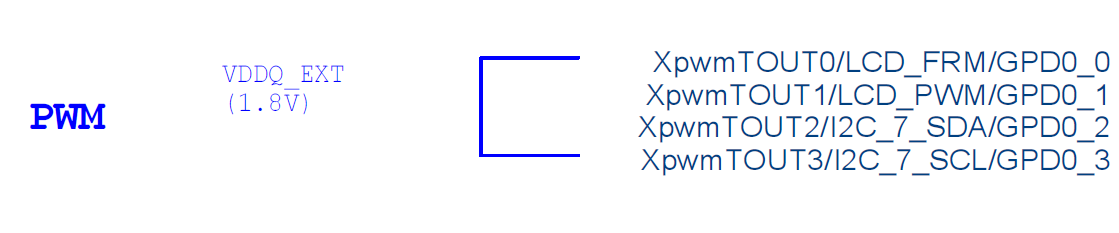 PWM
VDDQ_EXT
(1.8V)
XpwmTOUT0/LCD_FRM/GPD0_0
XpwmTOUT1/LCD_PWM/GPD0_1
XpwmTOUT2/I2C_7_SDA/GPD0_2
XpwmTOUT3/I2C_7_SCL/GPD0_3